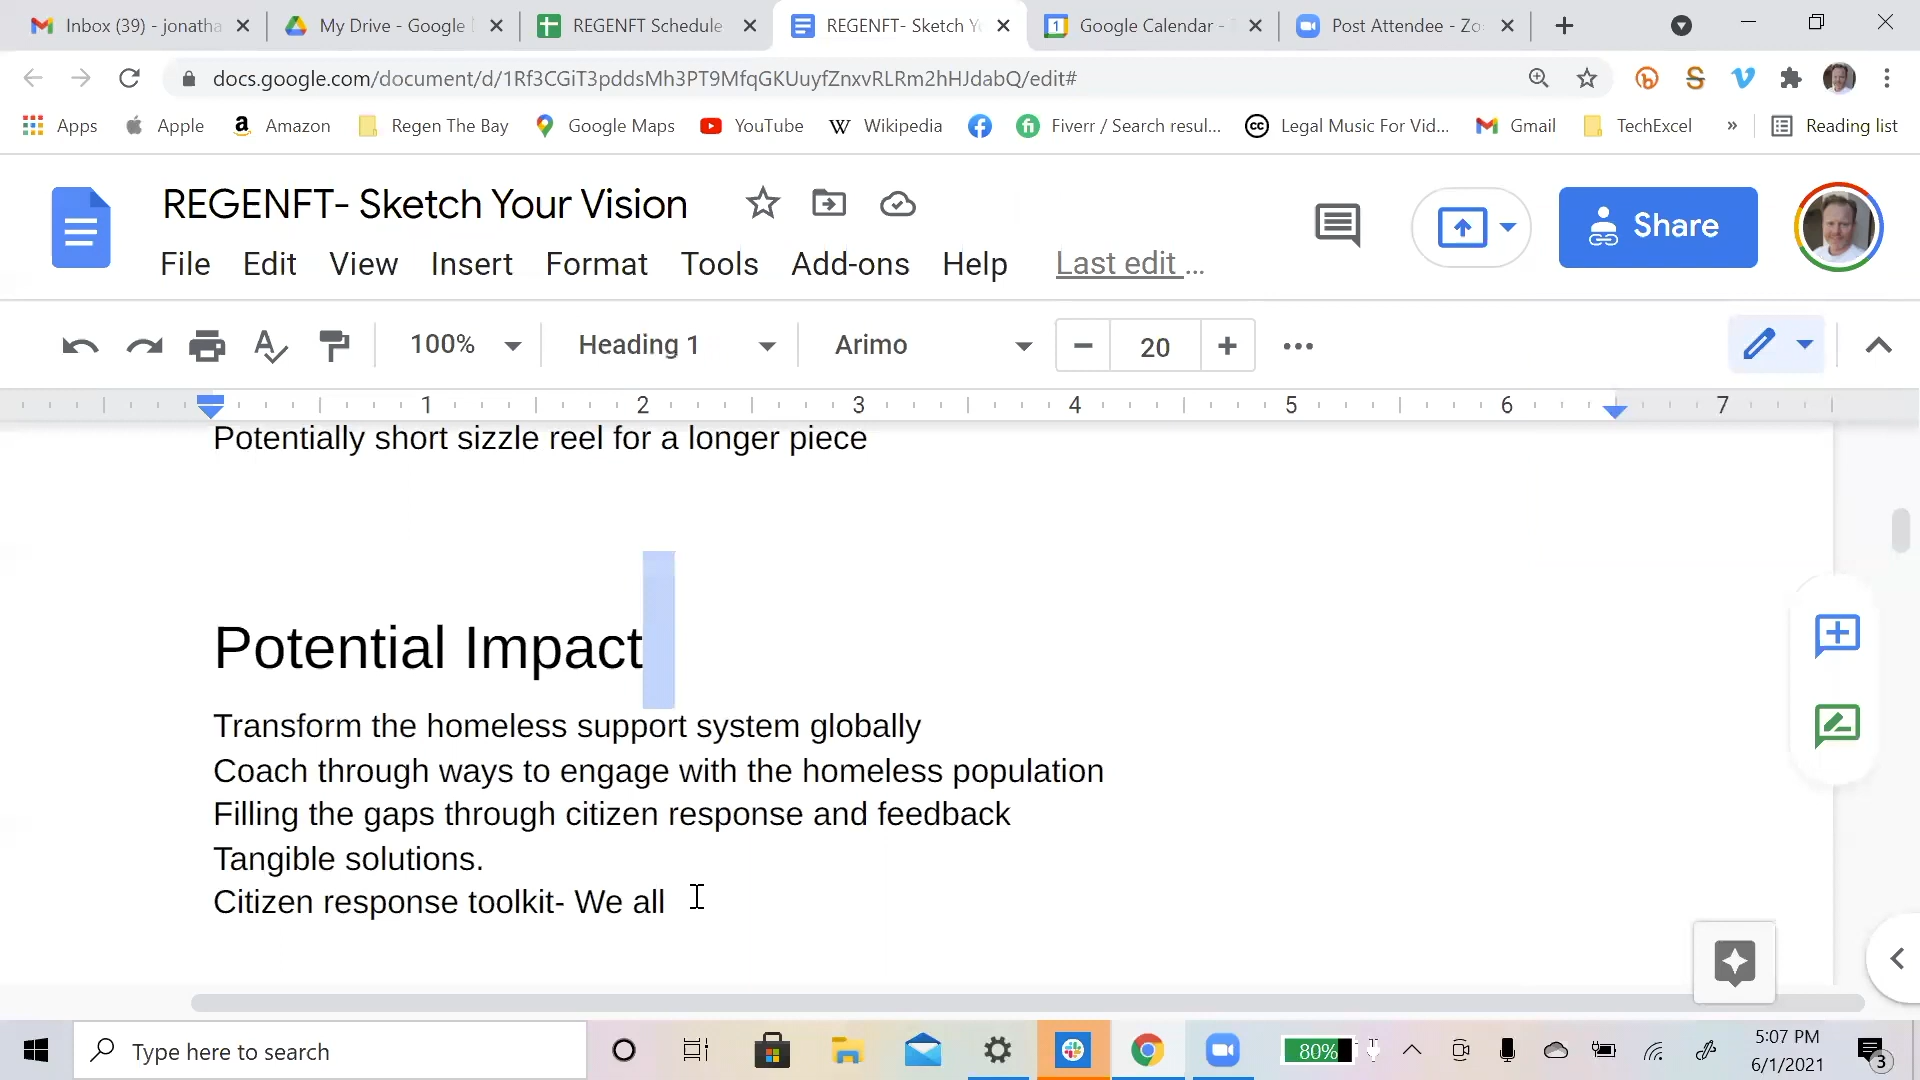 Inbox (39) - jonatha
My Drive - Google
REGENFT Schedule
REGENFT- Sketch Y
Google Calendar -
Post Attendee - Zo
docs.google.com/document/d/1Rf3CGiT3pddsMh3PT9MfqGKUuyfZnxvRLRm2hHJdabQ/edit#
Apps
Apple
Amazon
Regen The Bay
Google Maps
YouTube
Wikipedia
Fiverr / Search resul...
Legal Music For Vid...
Gmail
TechExcel
»
Reading list
REGENFT- Sketch Your Vision
Share
File Edit View Insert Format Tools Add-ons Help Last edit ...
100% Heading 1 Arimo 20
1 2 3 4 5 6 7
Potentially short sizzle reel for a longer piece
Potential Impact
Transform the homeless support system globally
Coach through ways to engage with the homeless population
Filling the gaps through citizen response and feedback
Tangible solutions.
Citizen response toolkit- We all
Type here to search
80%
5:07 PM
6/1/2021
3